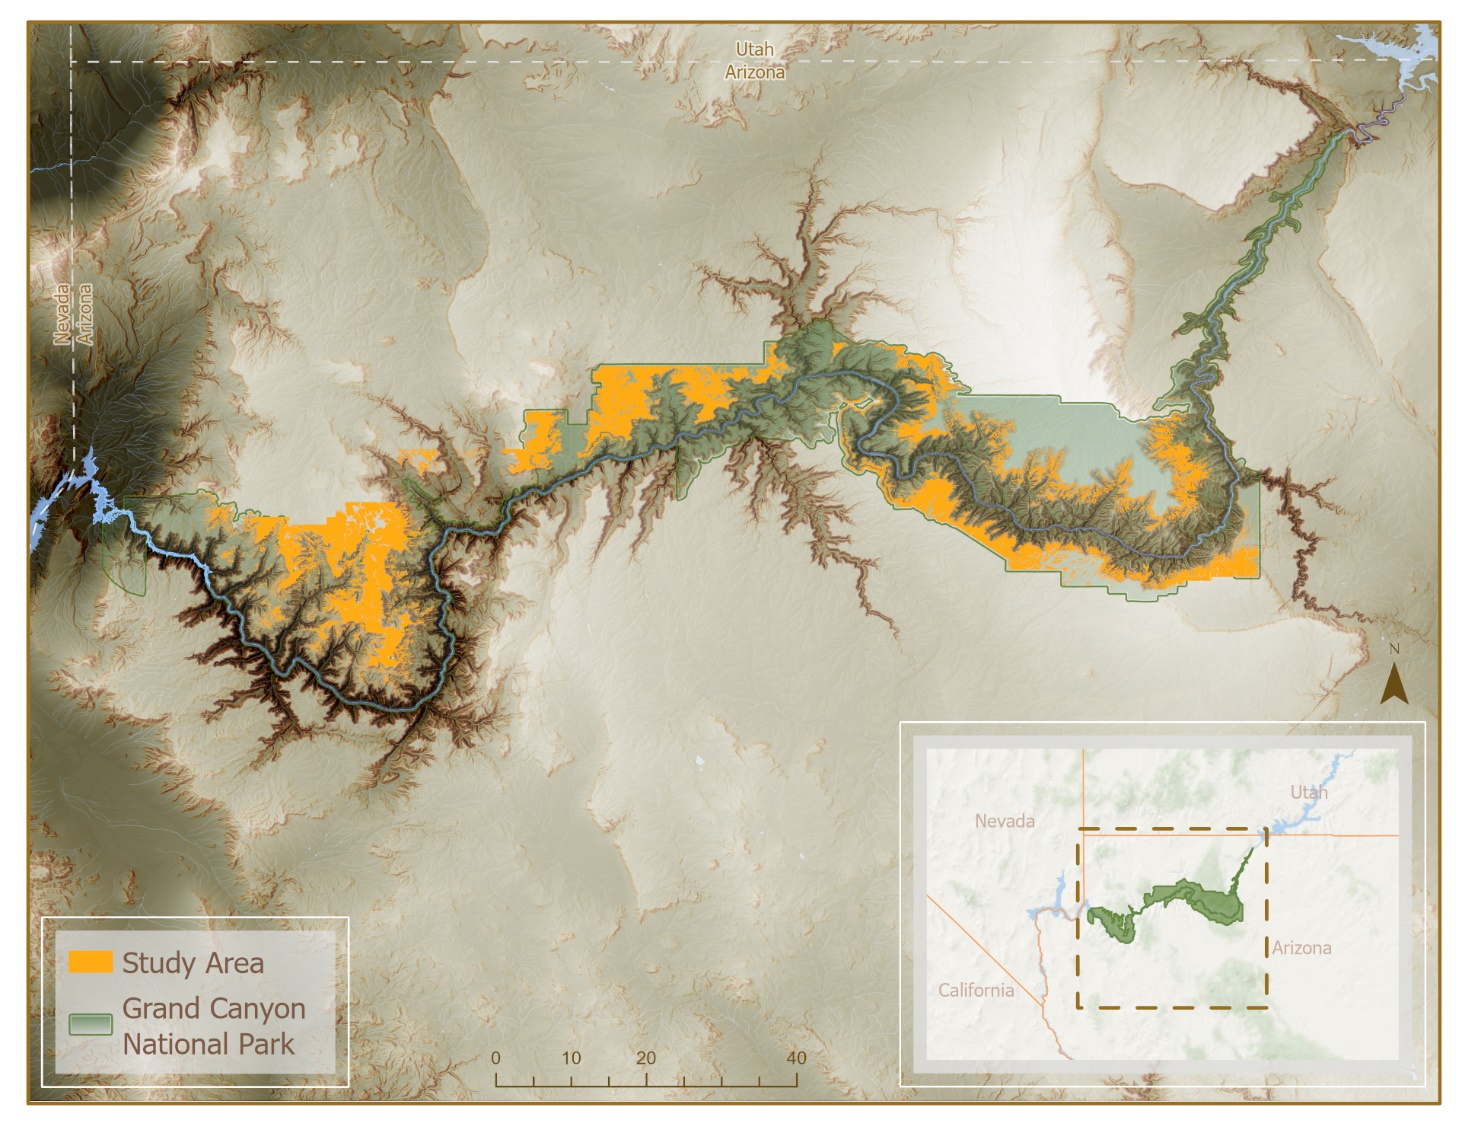 Utah
Arizona
Nevada
Arizona
N
Nevada
Utah
Arizona
California
Study Area
Grand Canyon
National Park
0 10 20 40